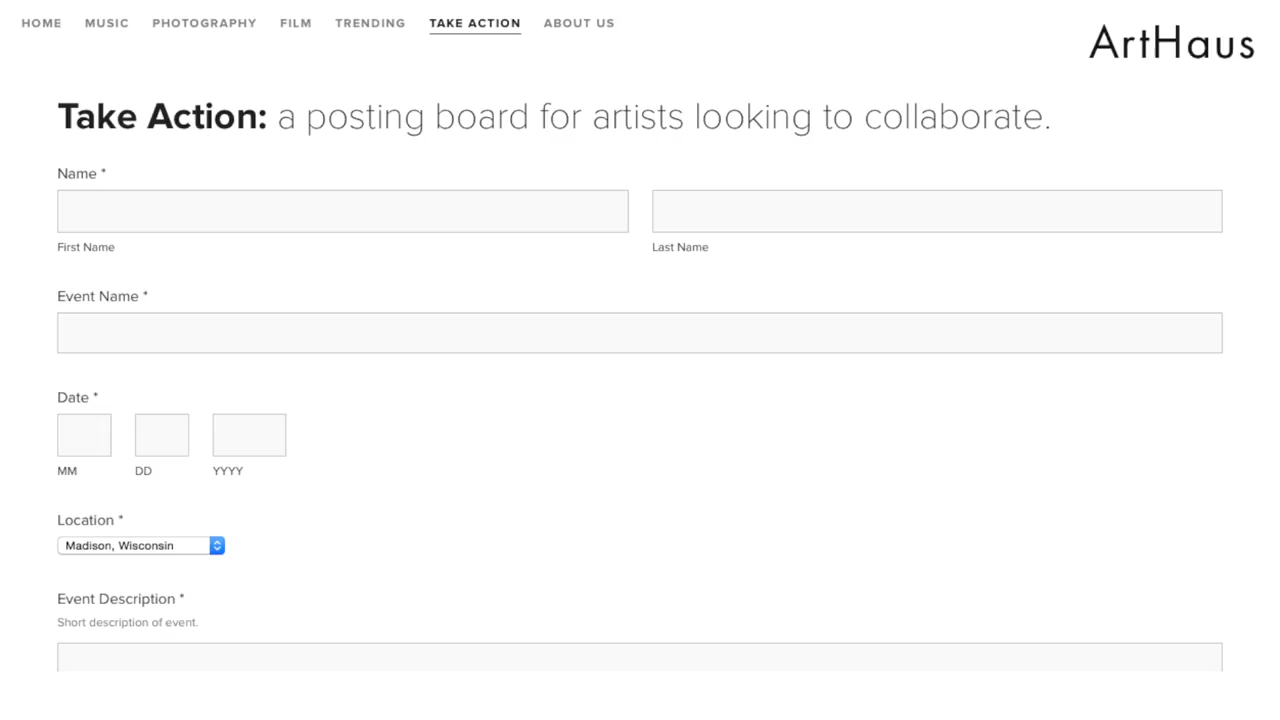 HOME MUSIC PHOTOGRAPHY FILM TRENDING TAKE ACTION ABOUT US
ArtHaus
Take Action: a posting board for artists looking to collaborate.
Name *
First Name Last Name
Event Name *
Date *
MM DD YYYY
Location *
Madison, Wisconsin
Event Description *
Short description of event.